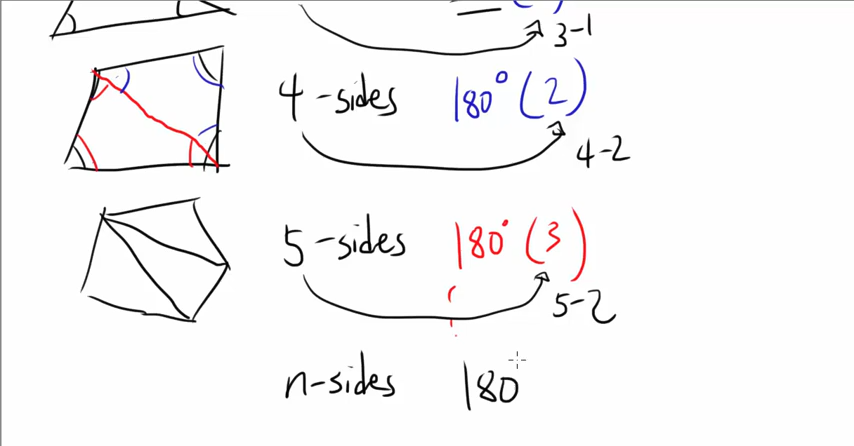 3-1
4-sides 180° (2)
4-2
5-sides 180° (3)
5-2
n-sides 180